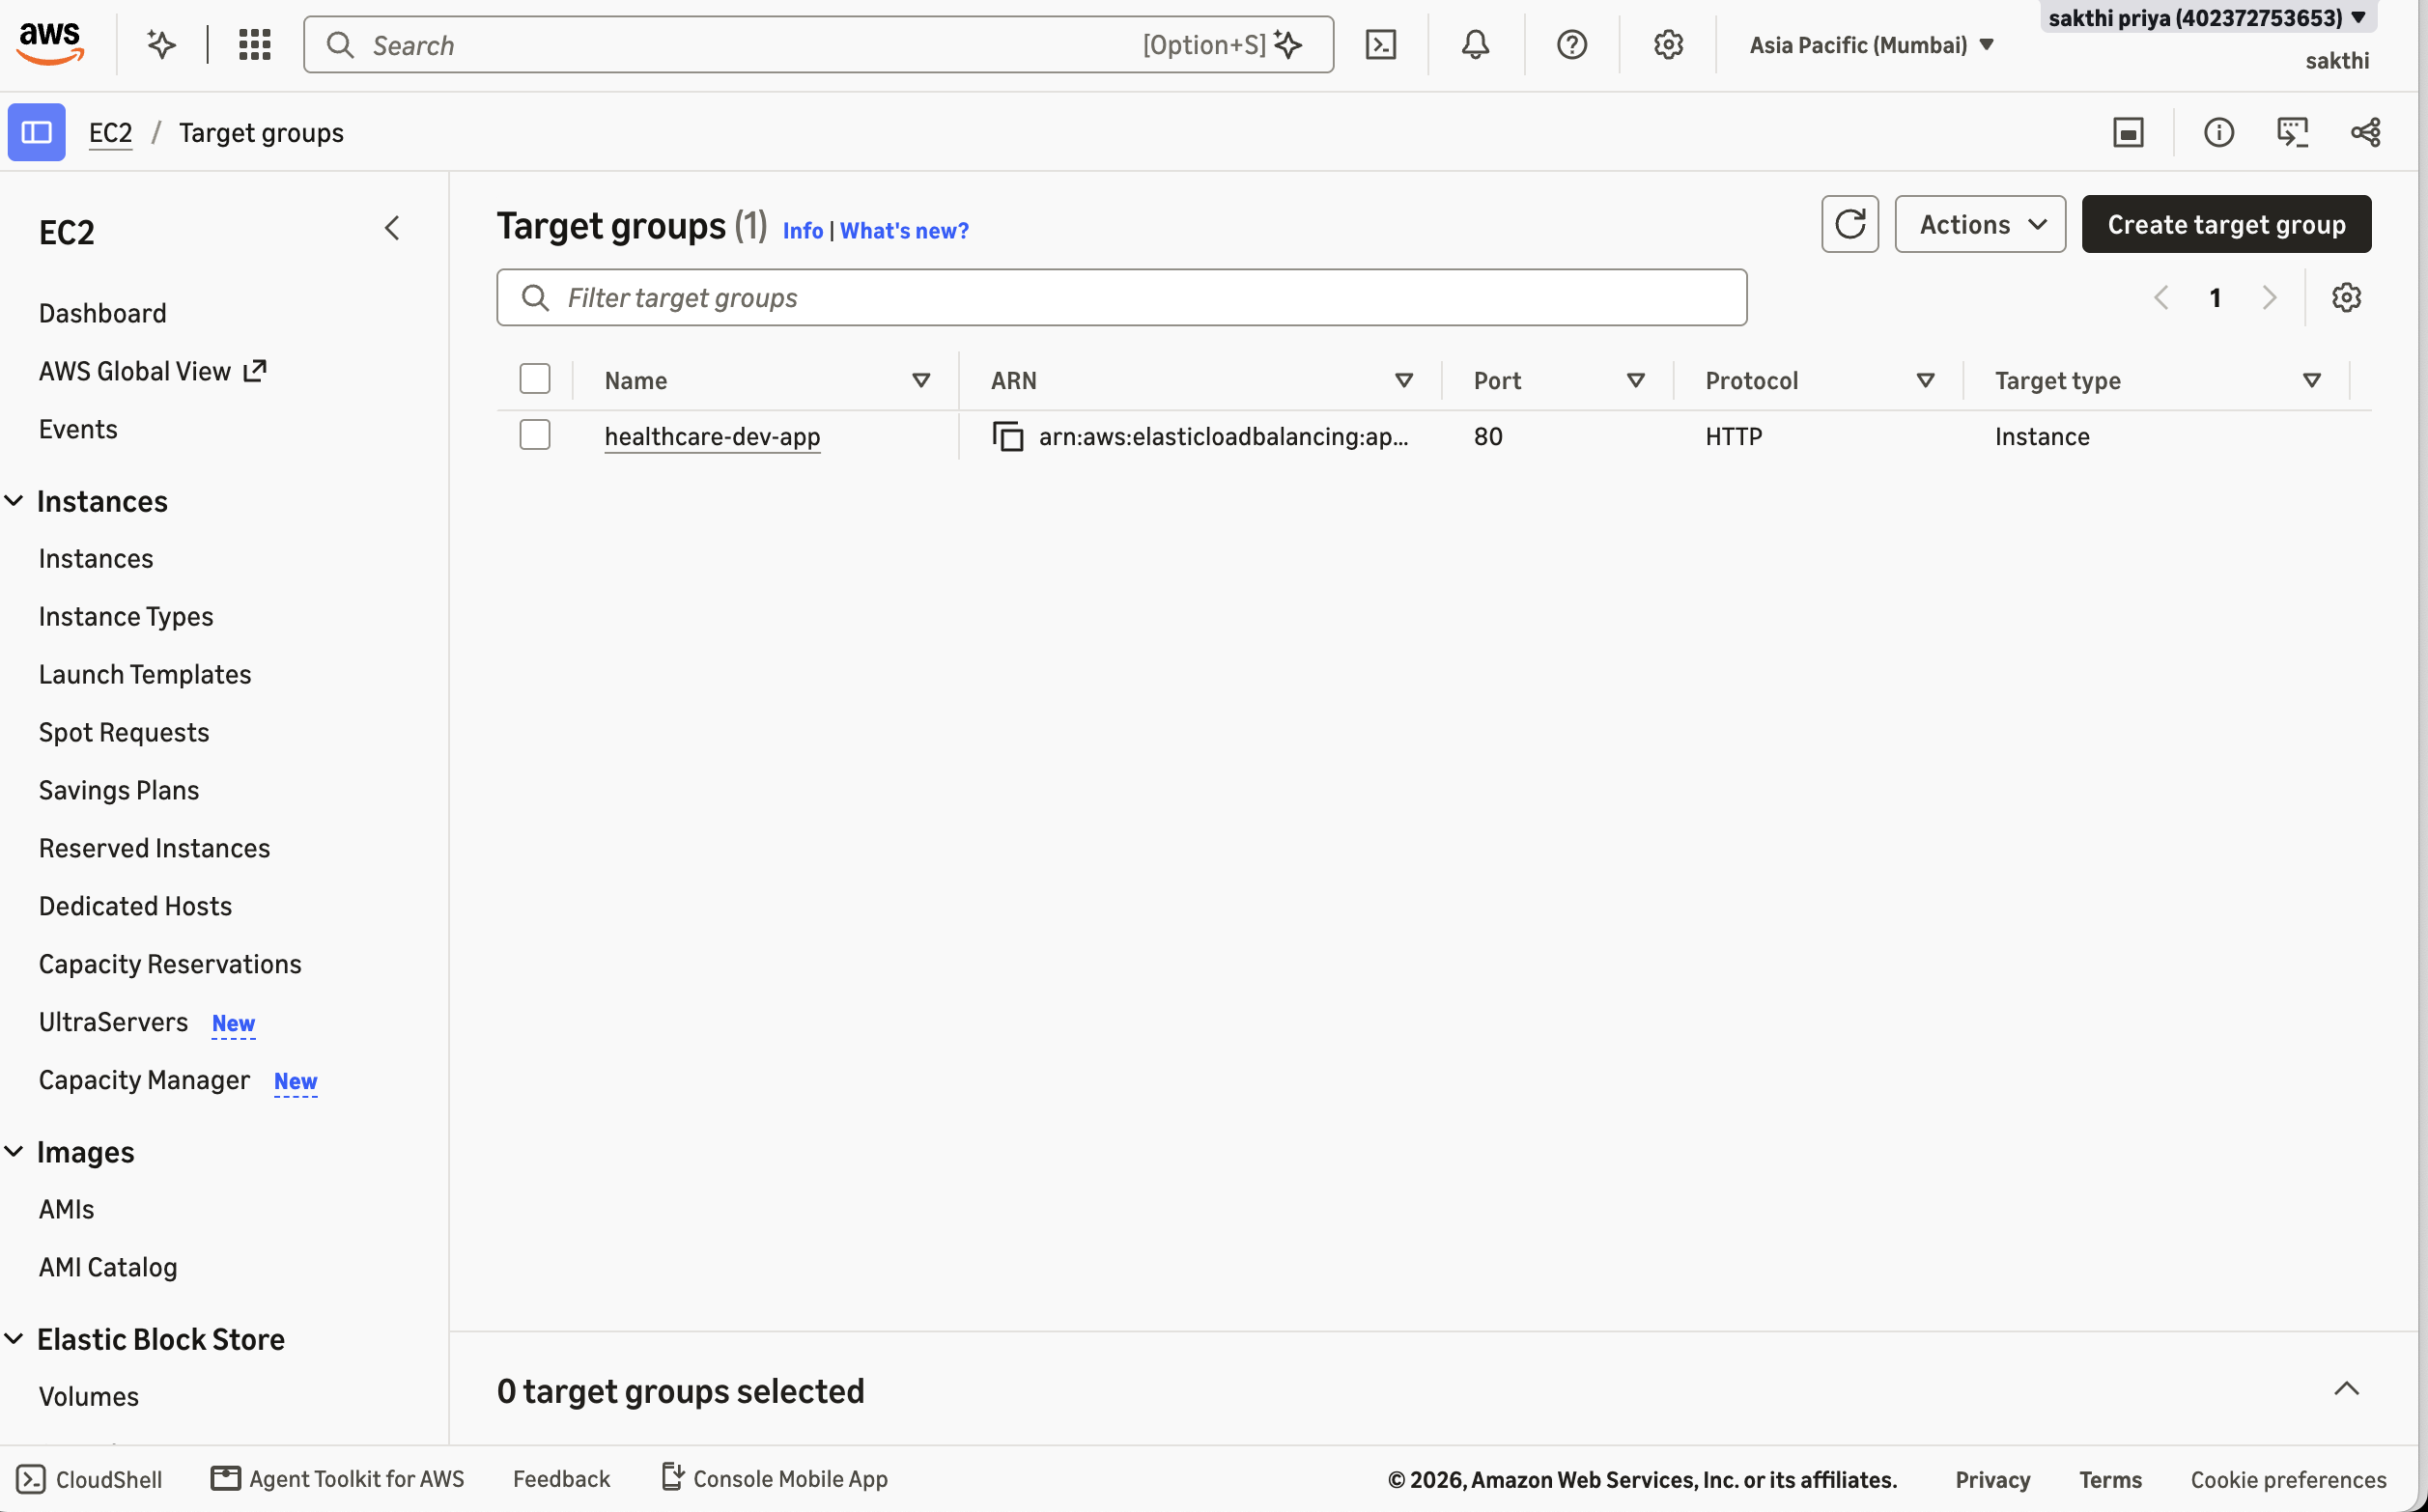 aws
Search [Option+S]
Asia Pacific (Mumbai)
sakthi priya (402372753653)
sakthi
EC2 / Target groups
EC2
Dashboard
AWS Global View
Events
Instances
Instances
Instance Types
Launch Templates
Spot Requests
Savings Plans
Reserved Instances
Dedicated Hosts
Capacity Reservations
UltraServers New
Capacity Manager New
Images
AMIs
AMI Catalog
Elastic Block Store
Volumes
Target groups (1) Info | What's new?
Actions
Create target group
Filter target groups
1
Name ARN Port Protocol Target type
healthcare-dev-app arn:aws:elasticloadbalancing:ap... 80 HTTP Instance
0 target groups selected
CloudShell Agent Toolkit for AWS Feedback Console Mobile App © 2026, Amazon Web Services, Inc. or its affiliates. Privacy Terms Cookie preferences